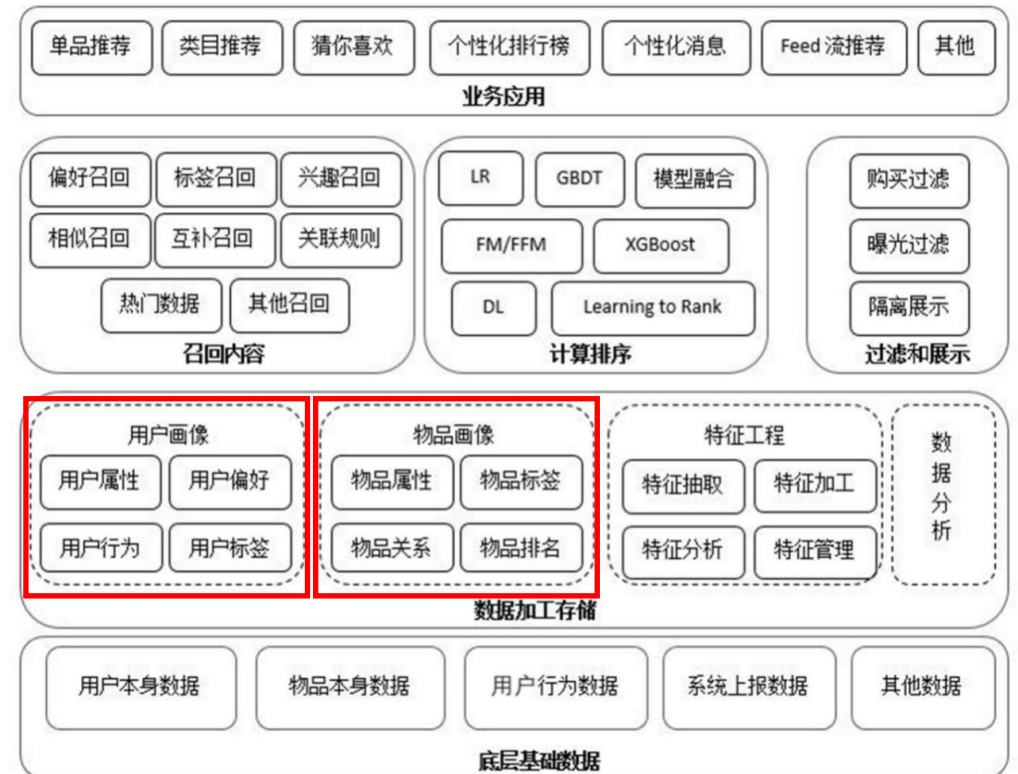 单品推荐 类目推荐 猜你喜欢 个性化排行榜 个性化消息 Feed 流推荐 其他
业务应用
偏好召回 标签召回 兴趣召回
相似召回 互补召回 关联规则
热门数据 其他召回
召回内容
LR GBDT 模型融合
FM/FFM XGBoost
DL Learning to Rank
计算排序
购买过滤
曝光过滤
隔离展示
过滤和展示
用户画像
用户属性 用户偏好
用户行为 用户标签
物品画像
物品属性 物品标签
物品关系 物品排名
特征工程
特征抽取 特征加工
特征分析 特征管理
数
据
分
析
数据加工存储
用户本身数据 物品本身数据 用户行为数据 系统上报数据 其他数据
底层基础数据